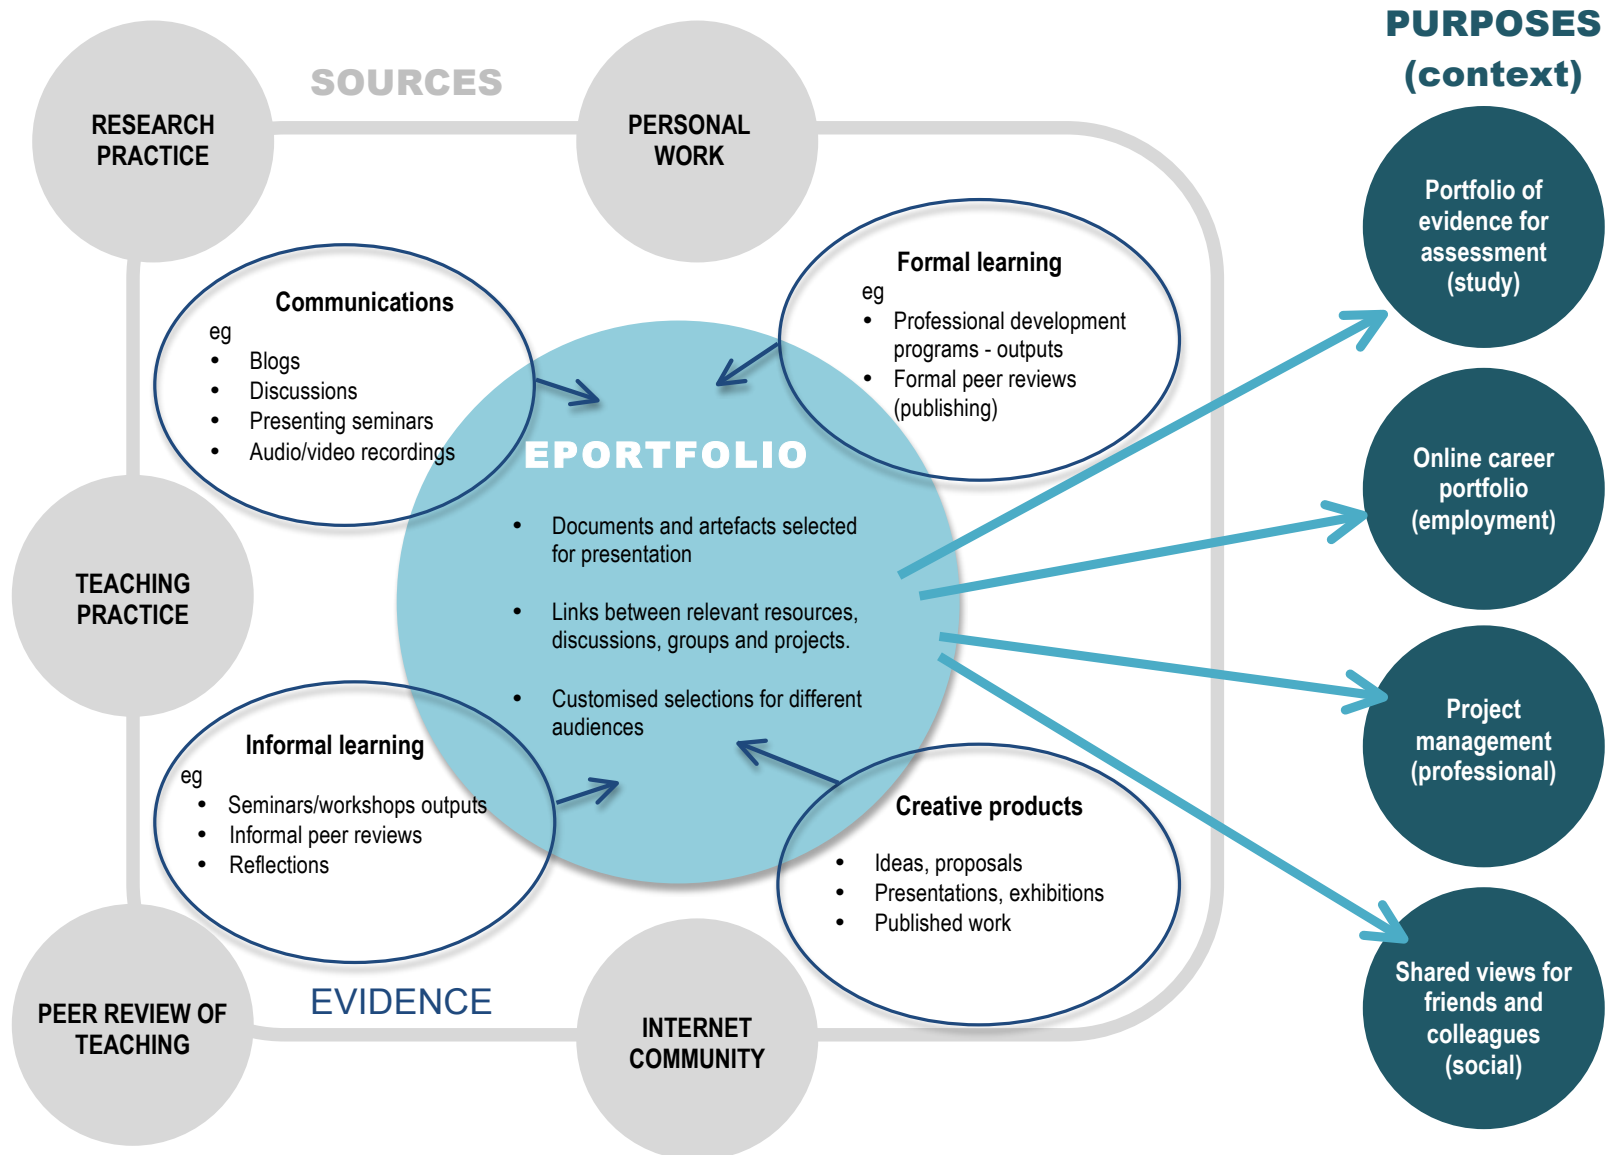 PURPOSES
(context)
SOURCES
RESEARCH
PRACTICE
PERSONAL
WORK
Communications
eg
• Blogs
• Discussions
• Presenting seminars
• Audio/video recordings
Formal learning
eg
• Professional development
programs - outputs
• Formal peer reviews
(publishing)
EPORTFOLIO
• Documents and artefacts selected
for presentation
• Links between relevant resources,
discussions, groups and projects.
• Customised selections for different
audiences
TEACHING
PRACTICE
Informal learning
eg
• Seminars/workshops outputs
• Informal peer reviews
• Reflections
Creative products
• Ideas, proposals
• Presentations, exhibitions
• Published work
EVIDENCE
PEER REVIEW OF
TEACHING
INTERNET
COMMUNITY
Portfolio of
evidence for
assessment
(study)
Online career
portfolio
(employment)
Project
management
(professional)
Shared views for
friends and
colleagues
(social)